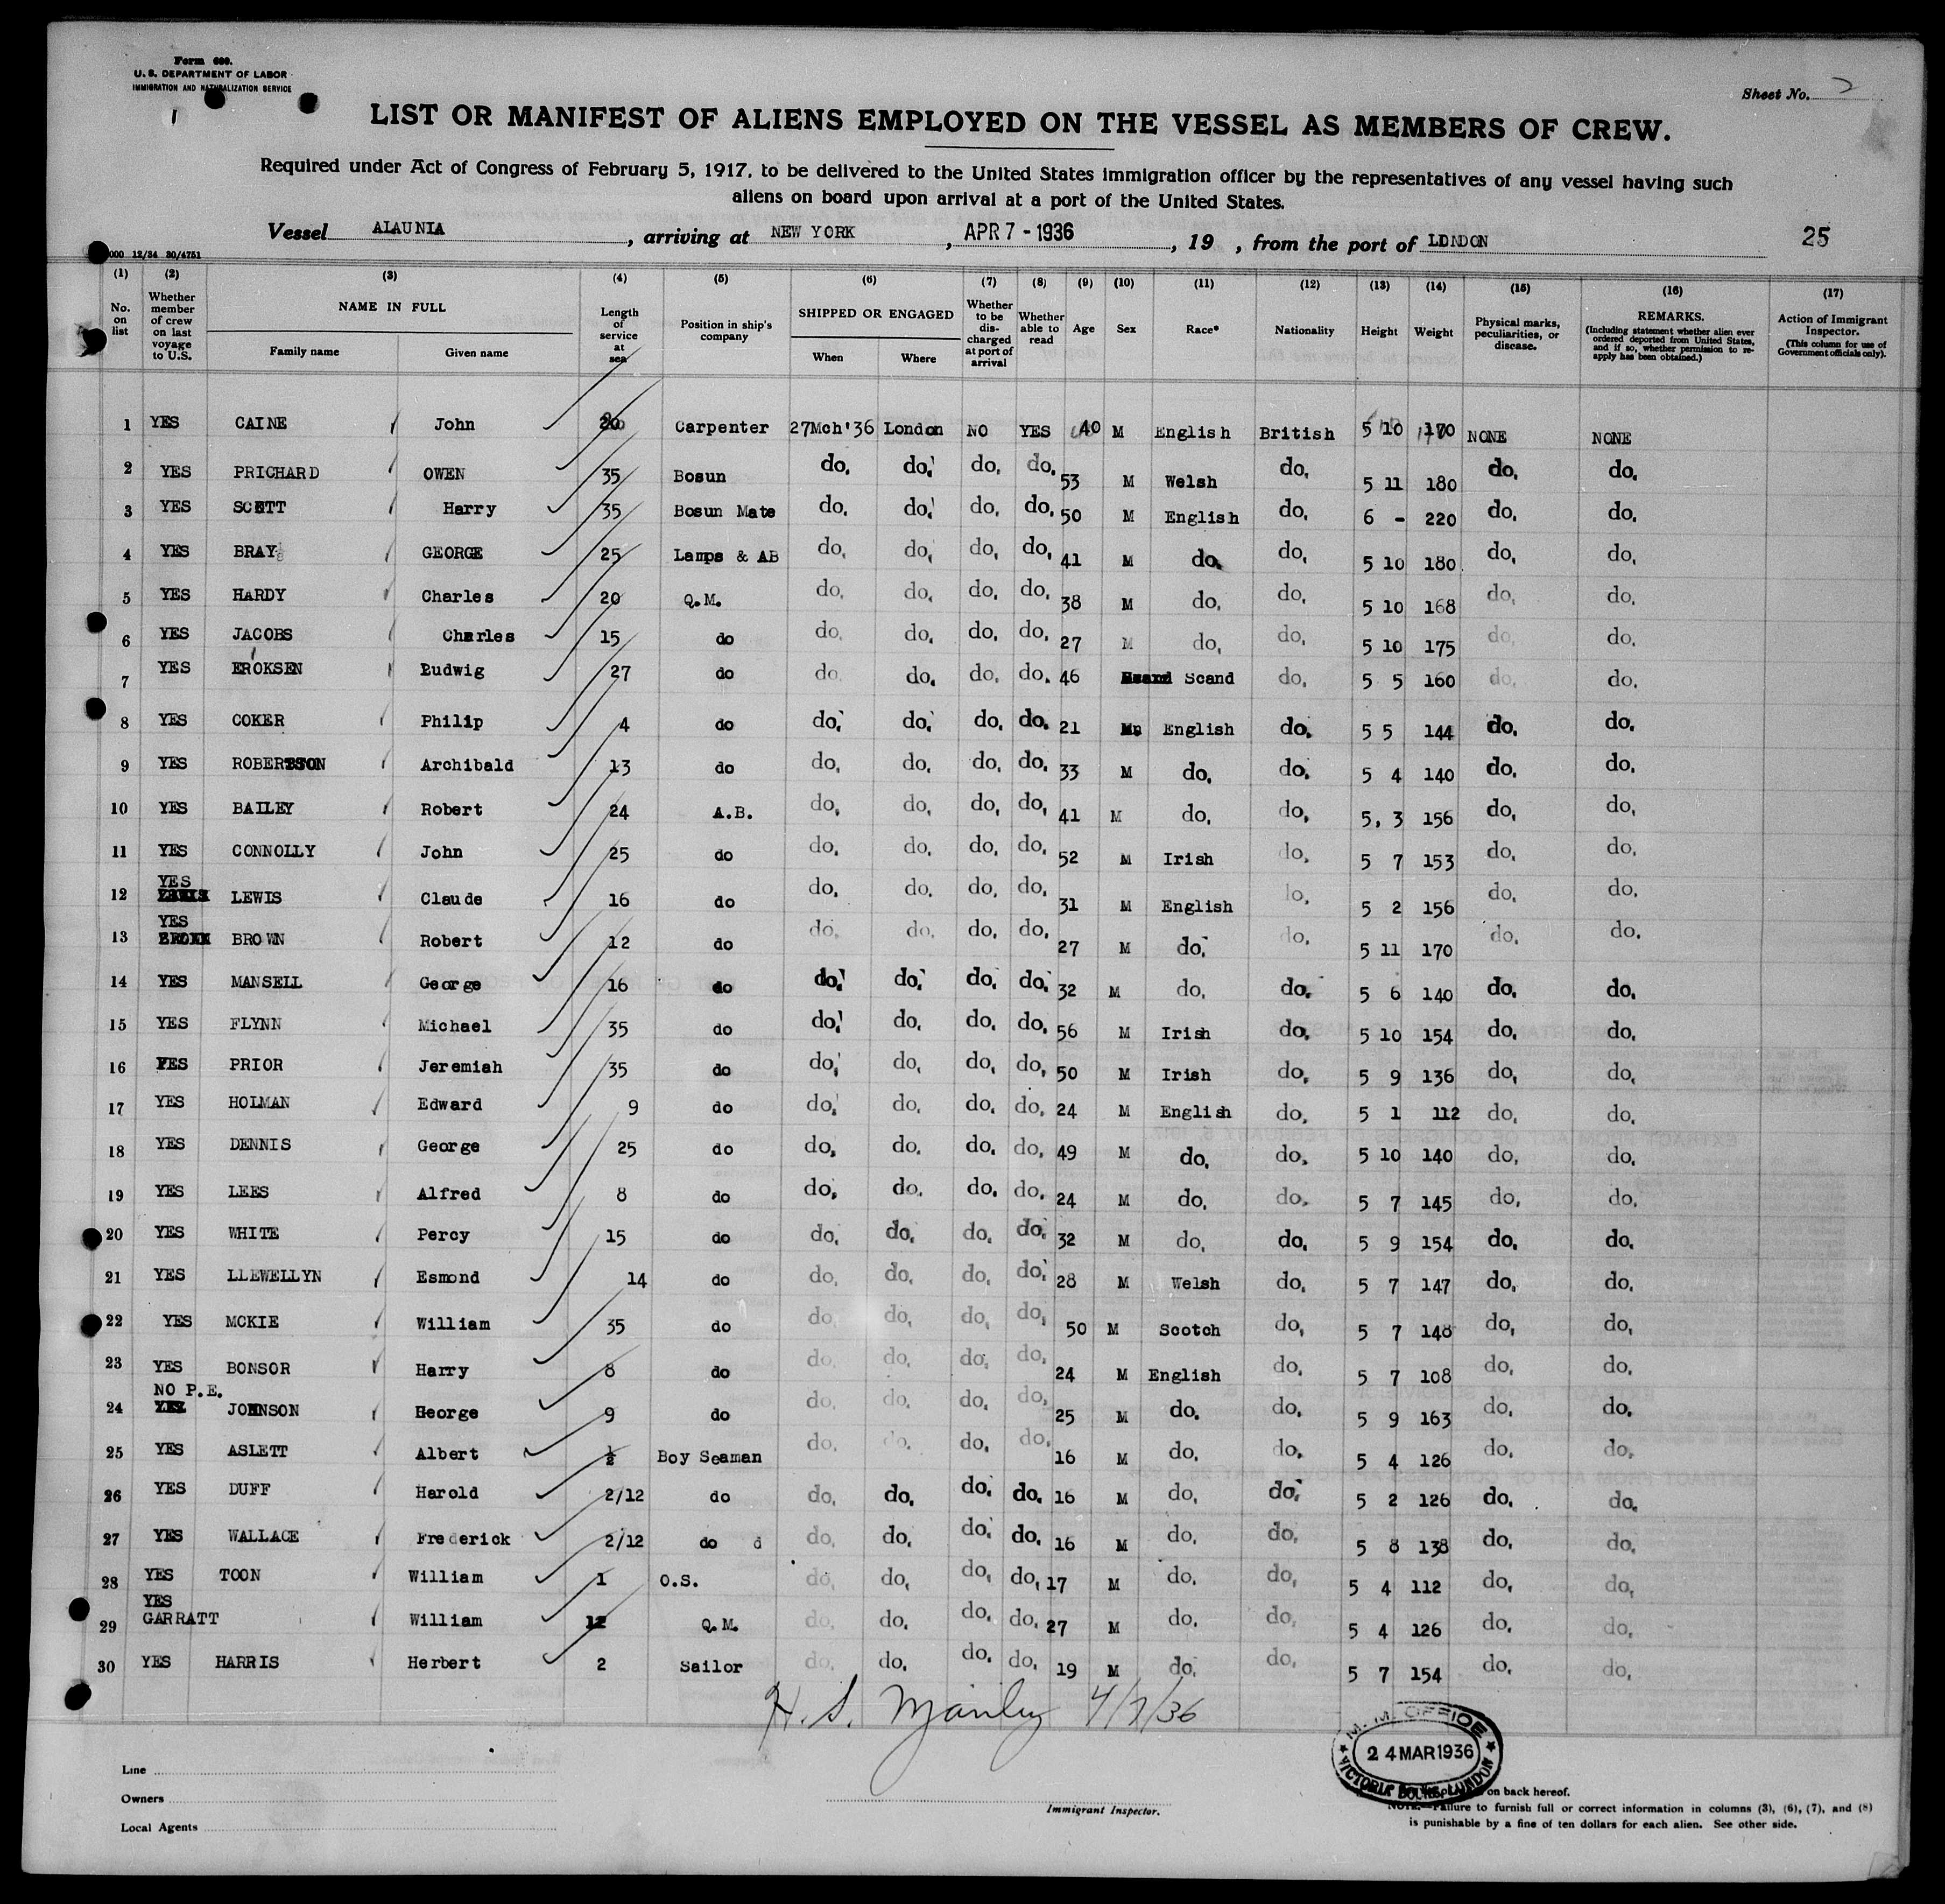 Form 689.
U. S. DEPARTMENT OF LABOR
IMMIGRATION AND NATURALIZATION SERVICE
Sheet No. 2
LIST OR MANIFEST OF ALIENS EMPLOYED ON THE VESSEL AS MEMBERS OF CREW.
Required under Act of Congress of February 5, 1917, to be delivered to the United States immigration officer by the representatives of any vessel having such
aliens on board upon arrival at a port of the United States.
Vessel ALAUNIA, arriving at NEW YORK, APR 7 - 1936, 19 , from the port of LONDON 25
000 12/34 30/4751
(1) (2) (3) (4) (5) (6) (7) (8) (9) (10) (11) (12) (13) (14) (15) (16) (17)
No. on list Whether member of crew on last voyage to U.S. NAME IN FULL Family name Given name Length of service at sea Position in ship's company SHIPPED OR ENGAGED When Where Whether to be discharged at port of arrival Whether able to read Age Sex Race* Nationality Height Weight Physical marks, peculiarities, or disease. REMARKS. (Including statement whether alien ever ordered deported from United States, and if so, whether permission to reapply has been obtained.) Action of Immigrant Inspector. (This column for use of Government officials only).
1 YES CAINE John 20 Carpenter 27Mch'36 London NO YES 40 M English British 5 10 170 NONE NONE
2 YES PRICHARD OWEN 35 Bosun do. do. do. do. 53 M Welsh do. 5 11 180 do. do.
3 YES SCOTT Harry 35 Bosun Mate do. do. do. do. 50 M English do. 6 - 220 do. do.
4 YES BRAY GEORGE 25 Lamps & AB do. do. do. do. 41 M do. do. 5 10 180 do. do.
5 YES HARDY Charles 20 Q.M. do. do. do. do. 38 M do. do. 5 10 168 do. do.
6 YES JACOBS Charles 15 do do. do. do. do. 27 M do. do. 5 10 175 do. do.
7 YES EROKSEN Ludwig 27 do do. do. do. do. 46 Scand do. 5 5 160 do. do.
8 YES COKER Philip 4 do do. do. do. do. 21 M English do. 5 5 144 do. do.
9 YES ROBERTSON Archibald 13 do do. do. do. do. 33 M do. do. 5 4 140 do. do.
10 YES BAILEY Robert 24 A.B. do. do. do. do. 41 M do. do. 5, 3 156 do. do.
11 YES CONNOLLY John 25 do do. do. do. do. 52 M Irish do. 5 7 153 do. do.
12 YES LEWIS Claude 16 do do. do. do. do. 31 M English do. 5 2 156 do. do.
13 YES BROWN Robert 12 do do. do. do. do. 27 M do. do. 5 11 170 do. do.
14 YES MANSELL George 16 do do. do. do. do. 32 M do. do. 5 6 140 do. do.
15 YES FLYNN Michael 35 do do. do. do. do. 56 M Irish do. 5 10 154 do. do.
16 YES PRIOR Jeremiah 35 do do. do. do. do. 50 M Irish do. 5 9 136 do. do.
17 YES HOLMAN Edward 9 do do. do. do. do. 24 M English do. 5 1 112 do. do.
18 YES DENNIS George 25 do do. do. do. do. 49 M do. do. 5 10 140 do. do.
19 YES LEES Alfred 8 do do. do. do. do. 24 M do. do. 5 7 145 do. do.
20 YES WHITE Percy 15 do do. do. do. do. 32 M do. do. 5 9 154 do. do.
21 YES LLEWELLYN Esmond 14 do do. do. do. do. 28 M Welsh do. 5 7 147 do. do.
22 YES MCKIE William 35 do do. do. do. do. 50 M Scotch do. 5 7 148 do. do.
23 YES BONSOR Harry 8 do do. do. do. do. 24 M English do. 5 7 108 do. do.
24 NO P.E. JOHNSON George 9 do do. do. do. do. 25 M do. do. 5 9 163 do. do.
25 YES ASLETT Albert ½ Boy Seaman do. do. do. do. 16 M do. do. 5 4 126 do. do.
26 YES DUFF Harold 2/12 do do. do. do. do. 16 M do. do. 5 2 126 do. do.
27 YES WALLACE Frederick 2/12 do d do. do. do. do. 16 M do. do. 5 8 138 do. do.
28 YES TOON William 1 O.S. do. do. do. do. 17 M do. do. 5 4 112 do. do.
29 YES GARRATT William 12 Q.M. do. do. do. do. 27 M do. do. 5 4 126 do. do.
30 YES HARRIS Herbert 2 Sailor do. do. do. do. 19 M do. do. 5 7 154 do. do.
H. S. Manley 4/7/36
M. M. OFFICE
24 MAR 1936
VICTORIA DOCKS, LONDON
Line
Owners
Local Agents
Immigrant Inspector.
on back hereof.
NOTE.—Failure to furnish full or correct information in columns (3), (6), (7), and (8)
is punishable by a fine of ten dollars for each alien. See other side.